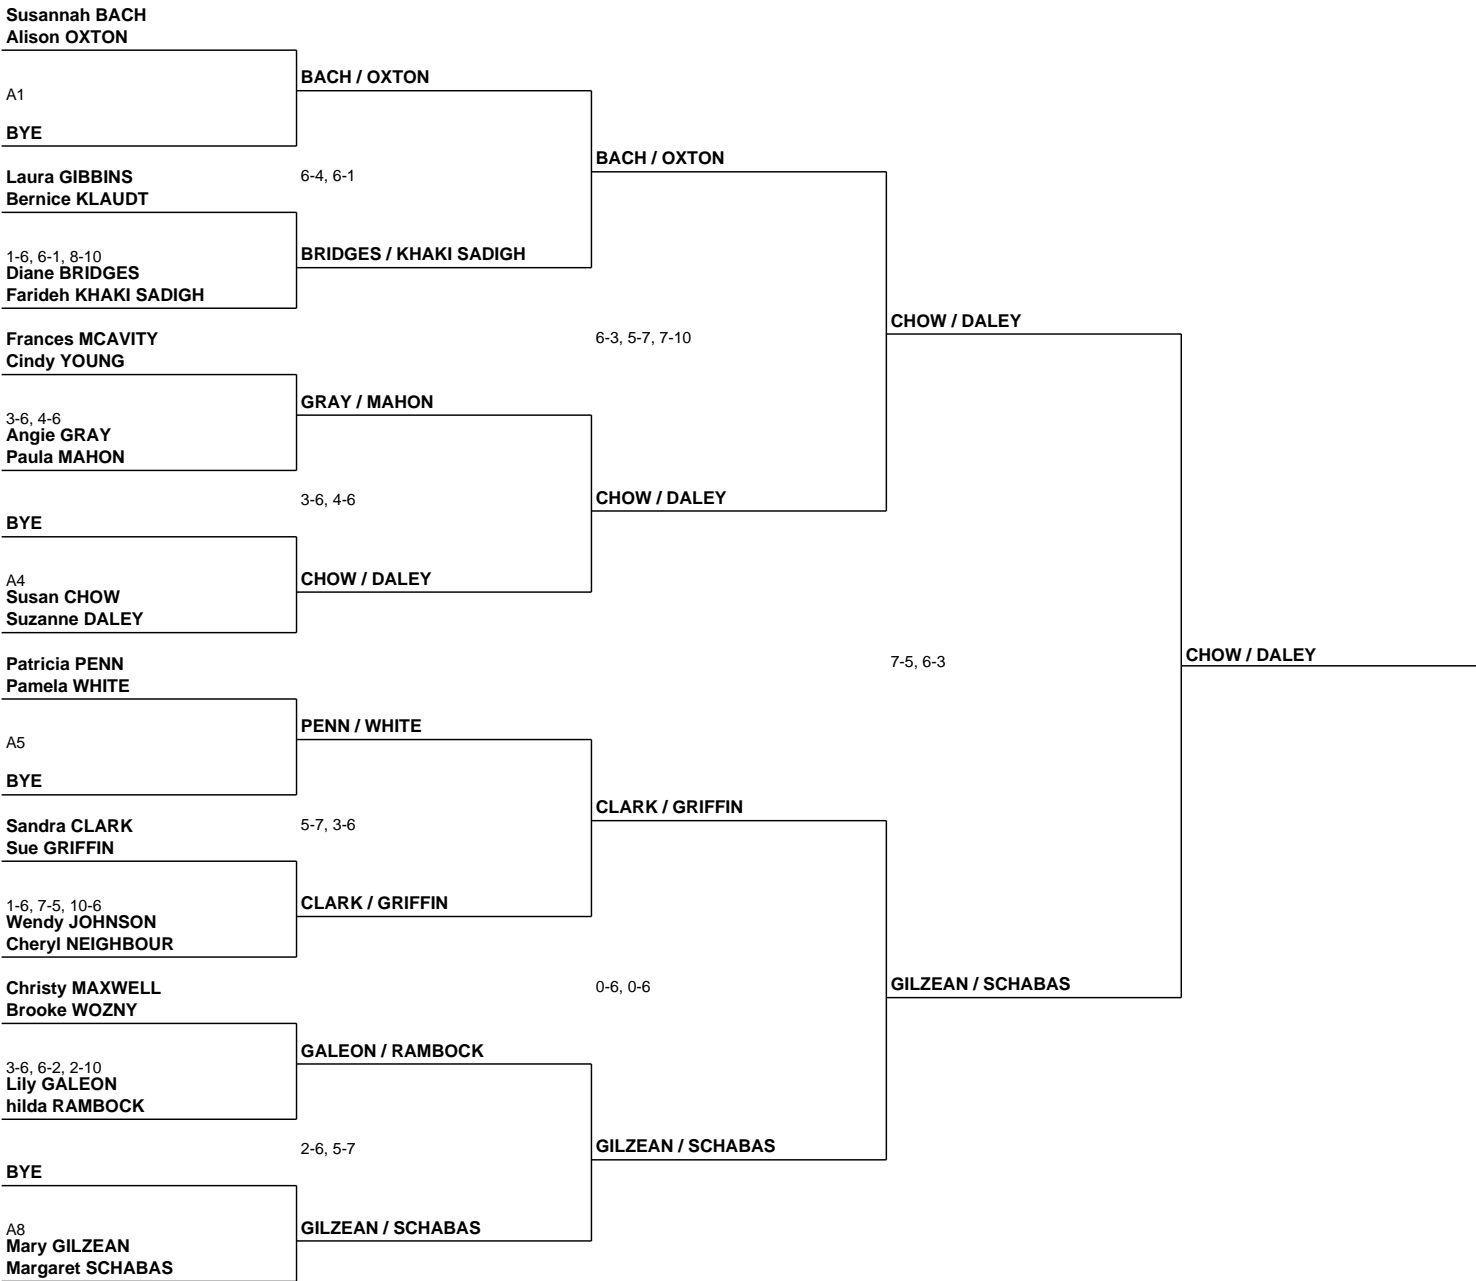 Susannah BACH
Alison OXTON
A1
BYE
Laura GIBBINS
Bernice KLAUDT
1-6, 6-1, 8-10
Diane BRIDGES
Farideh KHAKI SADIGH
Frances MCAVITY
Cindy YOUNG
3-6, 4-6
Angie GRAY
Paula MAHON
BYE
A4
Susan CHOW
Suzanne DALEY
Patricia PENN
Pamela WHITE
A5
BYE
Sandra CLARK
Sue GRIFFIN
1-6, 7-5, 10-6
Wendy JOHNSON
Cheryl NEIGHBOUR
Christy MAXWELL
Brooke WOZNY
3-6, 6-2, 2-10
Lily GALEON
hilda RAMBOCK
BYE
A8
Mary GILZEAN
Margaret SCHABAS
BACH / OXTON
6-4, 6-1
BRIDGES / KHAKI SADIGH
GRAY / MAHON
3-6, 4-6
CHOW / DALEY
PENN / WHITE
5-7, 3-6
CLARK / GRIFFIN
GALEON / RAMBOCK
2-6, 5-7
GILZEAN / SCHABAS
BACH / OXTON
6-3, 5-7, 7-10
CHOW / DALEY
CLARK / GRIFFIN
0-6, 0-6
GILZEAN / SCHABAS
CHOW / DALEY
7-5, 6-3
GILZEAN / SCHABAS
CHOW / DALEY